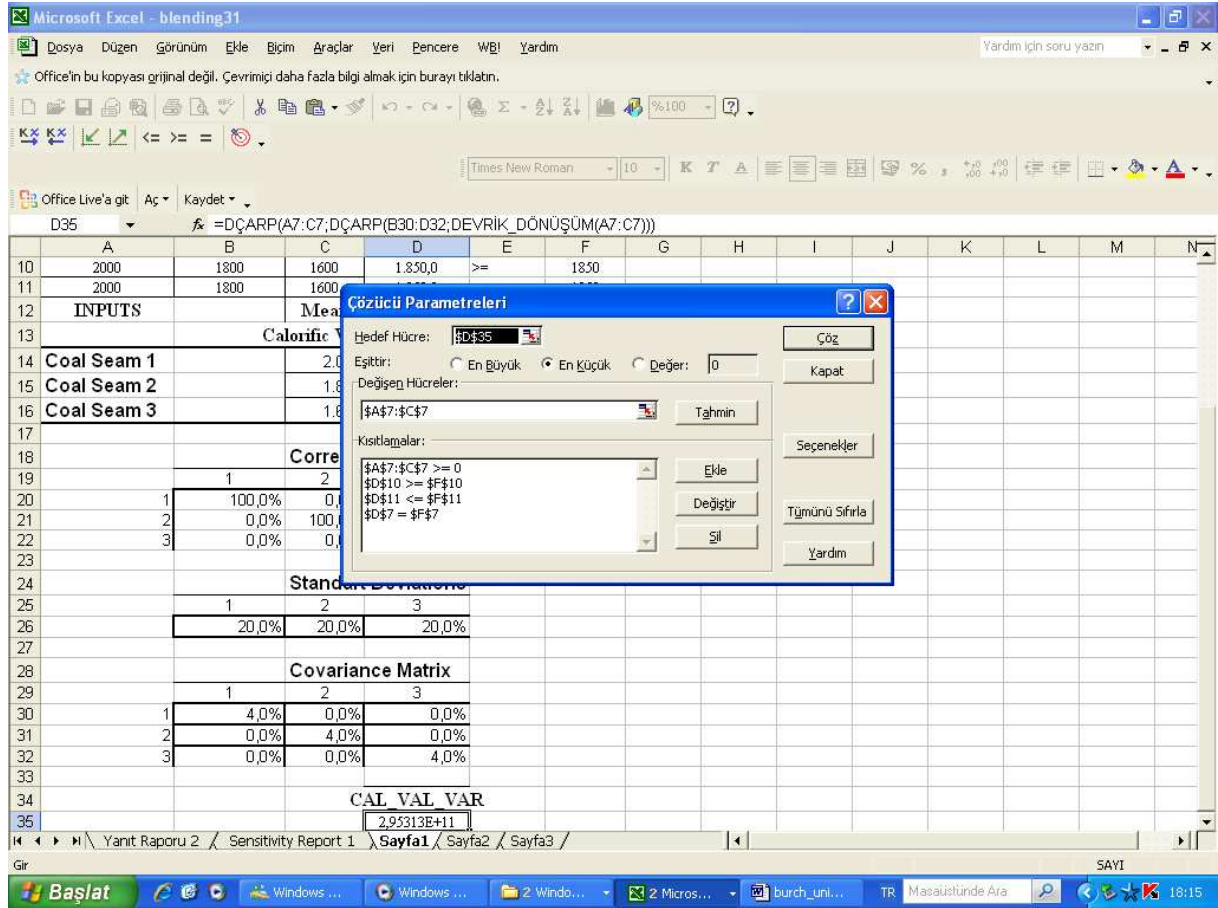 Microsoft Excel - blending31
Dosya Düzen Görünüm Ekle Biçim Araçlar Veri Pencere WB! Yardım Yardım için soru yazın
Office'in bu kopyası orijinal değil. Çevrimiçi daha fazla bilgi almak için burayı tıklatın.
%100
<= >= =
Times New Roman 10 K T A
Office Live'a git Aç Kaydet
D35 fx =DÇARP(A7:C7;DÇARP(B30:D32;DEVRİK_DÖNÜŞÜM(A7:C7)))
A B C D E F G H I J K L M N
10 2000 1800 1600 1.850,0 >= 1850
11 2000 1800 1600
12 INPUTS Mea
13 Calorific V
14 Coal Seam 1 2.0
15 Coal Seam 2 1.8
16 Coal Seam 3 1.6
17
18 Corre
19 1 2
20 1 100,0% 0,
21 2 0,0% 100,
22 3 0,0% 0,
23
24 Standart Deviations
25 1 2 3
26 20,0% 20,0% 20,0%
27
28 Covariance Matrix
29 1 2 3
30 1 4,0% 0,0% 0,0%
31 2 0,0% 4,0% 0,0%
32 3 0,0% 0,0% 4,0%
33
34 CAL_VAL_VAR
35 2,95313E+11
Çözücü Parametreleri
Hedef Hücre: $D$35 Çöz
Eşittir: En Büyük En Küçük Değer: 0 Kapat
Değişen Hücreler:
$A$7:$C$7 Tahmin
Kısıtlamalar: Seçenekler
$A$7:$C$7 >= 0 Ekle
$D$10 >= $F$10
$D$11 <= $F$11 Değiştir
$D$7 = $F$7 Tümünü Sıfırla
Sil
Yardım
Yanıt Raporu 2 Sensitivity Report 1 Sayfa1 Sayfa2 Sayfa3
Gir SAYI
Başlat Windows ... Windows ... 2 Windo... 2 Micros... burch_uni... TR Masaüstünde Ara 18:15